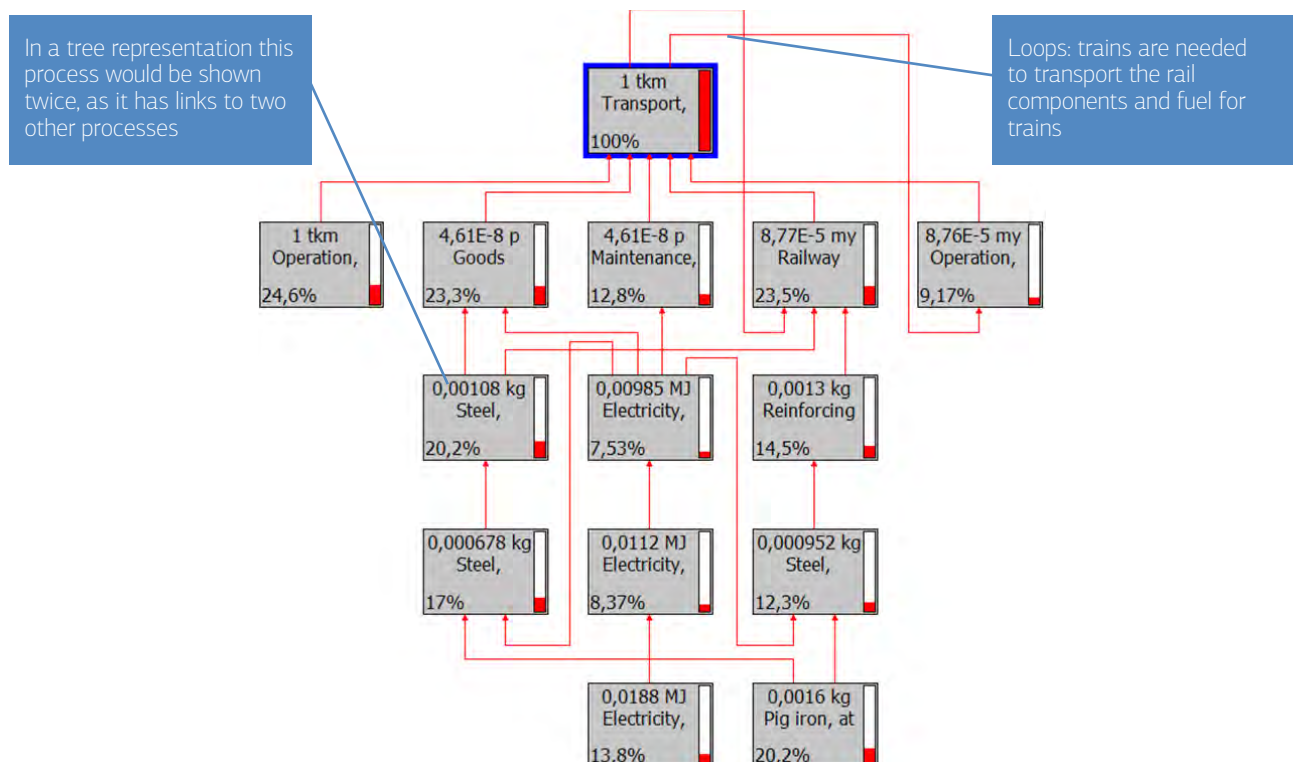 In a tree representation this
process would be shown
twice, as it has links to two
other processes
Loops: trains are needed
to transport the rail
components and fuel for
trains
1 tkm
Transport,
100%
1 tkm
Operation,
24,6%
4,61E-8 p
Goods
23,3%
4,61E-8 p
Maintenance,
12,8%
8,77E-5 my
Railway
23,5%
8,76E-5 my
Operation,
9,17%
0,00108 kg
Steel,
20,2%
0,00985 MJ
Electricity,
7,53%
0,0013 kg
Reinforcing
14,5%
0,000678 kg
Steel,
17%
0,0112 MJ
Electricity,
8,37%
0,000952 kg
Steel,
12,3%
0,0188 MJ
Electricity,
13,8%
0,0016 kg
Pig iron, at
20,2%